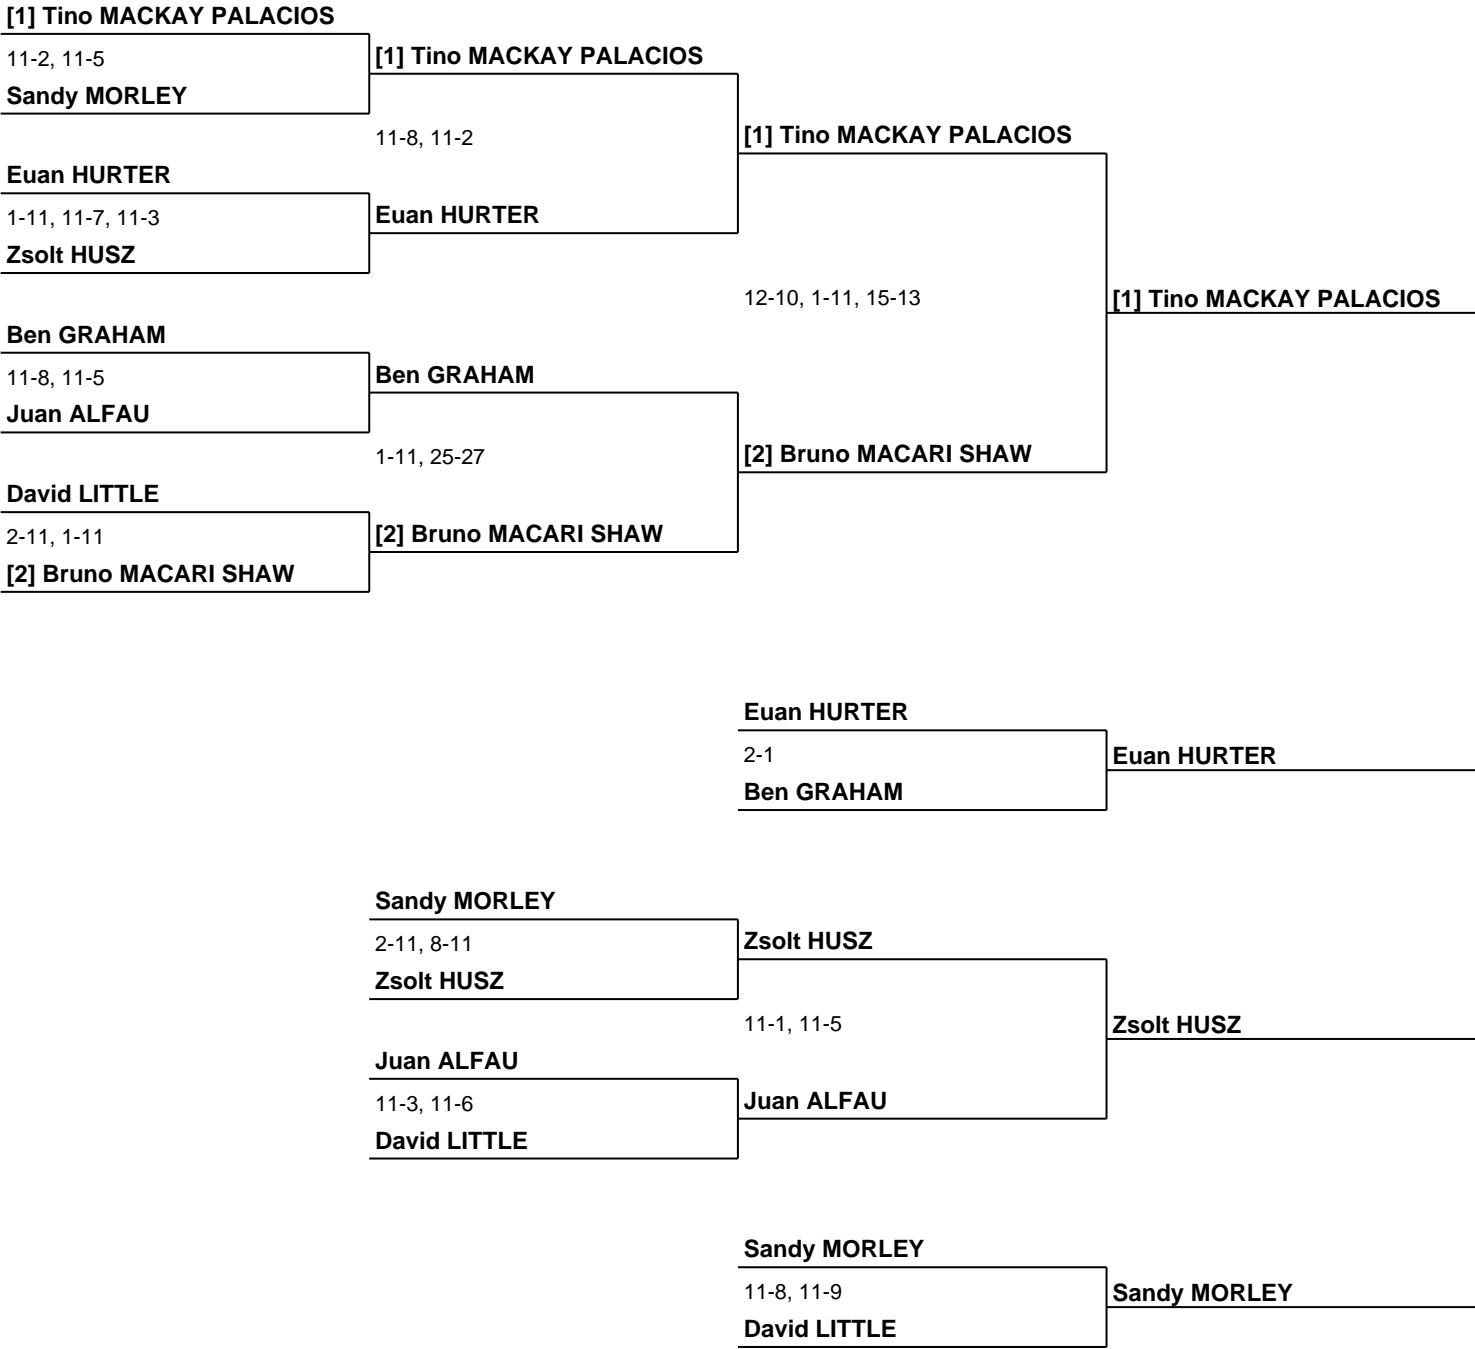 [1] Tino MACKAY PALACIOS
11-2, 11-5
[1] Tino MACKAY PALACIOS
Sandy MORLEY
11-8, 11-2
[1] Tino MACKAY PALACIOS
Euan HURTER
1-11, 11-7, 11-3
Euan HURTER
Zsolt HUSZ
12-10, 1-11, 15-13
[1] Tino MACKAY PALACIOS
Ben GRAHAM
11-8, 11-5
Ben GRAHAM
Juan ALFAU
1-11, 25-27
[2] Bruno MACARI SHAW
David LITTLE
2-11, 1-11
[2] Bruno MACARI SHAW
[2] Bruno MACARI SHAW
Euan HURTER
2-1
Euan HURTER
Ben GRAHAM
Sandy MORLEY
2-11, 8-11
Zsolt HUSZ
Zsolt HUSZ
11-1, 11-5
Zsolt HUSZ
Juan ALFAU
11-3, 11-6
Juan ALFAU
David LITTLE
Sandy MORLEY
11-8, 11-9
Sandy MORLEY
David LITTLE